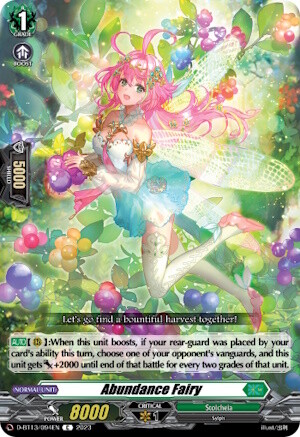 1
GRADE
BOOST
5000
SHIELD
Let's go find a bountiful harvest together!
AUTO [RC]:When this unit boosts, if your rear-guard was placed by your
card's ability this turn, choose one of your opponent's vanguards, and this
unit gets +2000 until end of that battle for every two grades of that unit.
NORMAL UNIT
Abundance Fairy
POWER 8000
CRITICAL
1
Stoicheia
Sylph
D-BT13/094EN C 2023